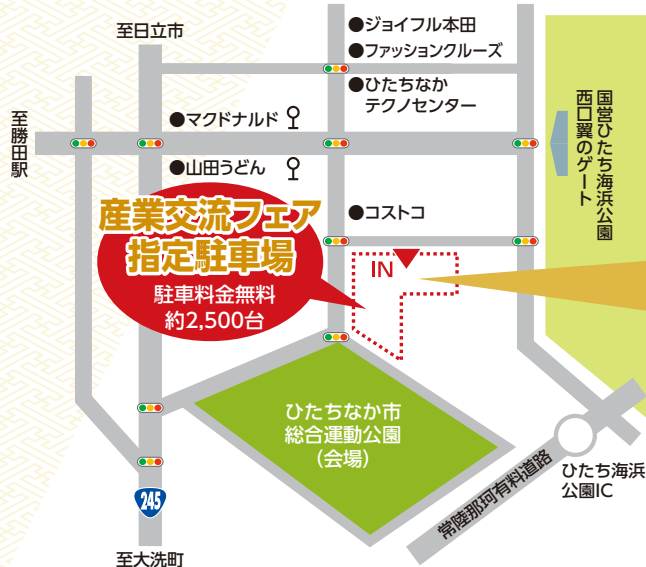 至日立市
●ジョイフル本田
●ファッションクルーズ
●ひたちなか
テクノセンター
至勝田駅
●マクドナルド
●山田うどん
国営ひたち海浜公園
西口翼のゲート
産業交流フェア
指定駐車場
駐車料金無料
約2,500台
●コストコ
IN
ひたちなか市
総合運動公園
(会場)
ひたち海浜
公園IC
常陸那珂有料道路
245
至大洗町